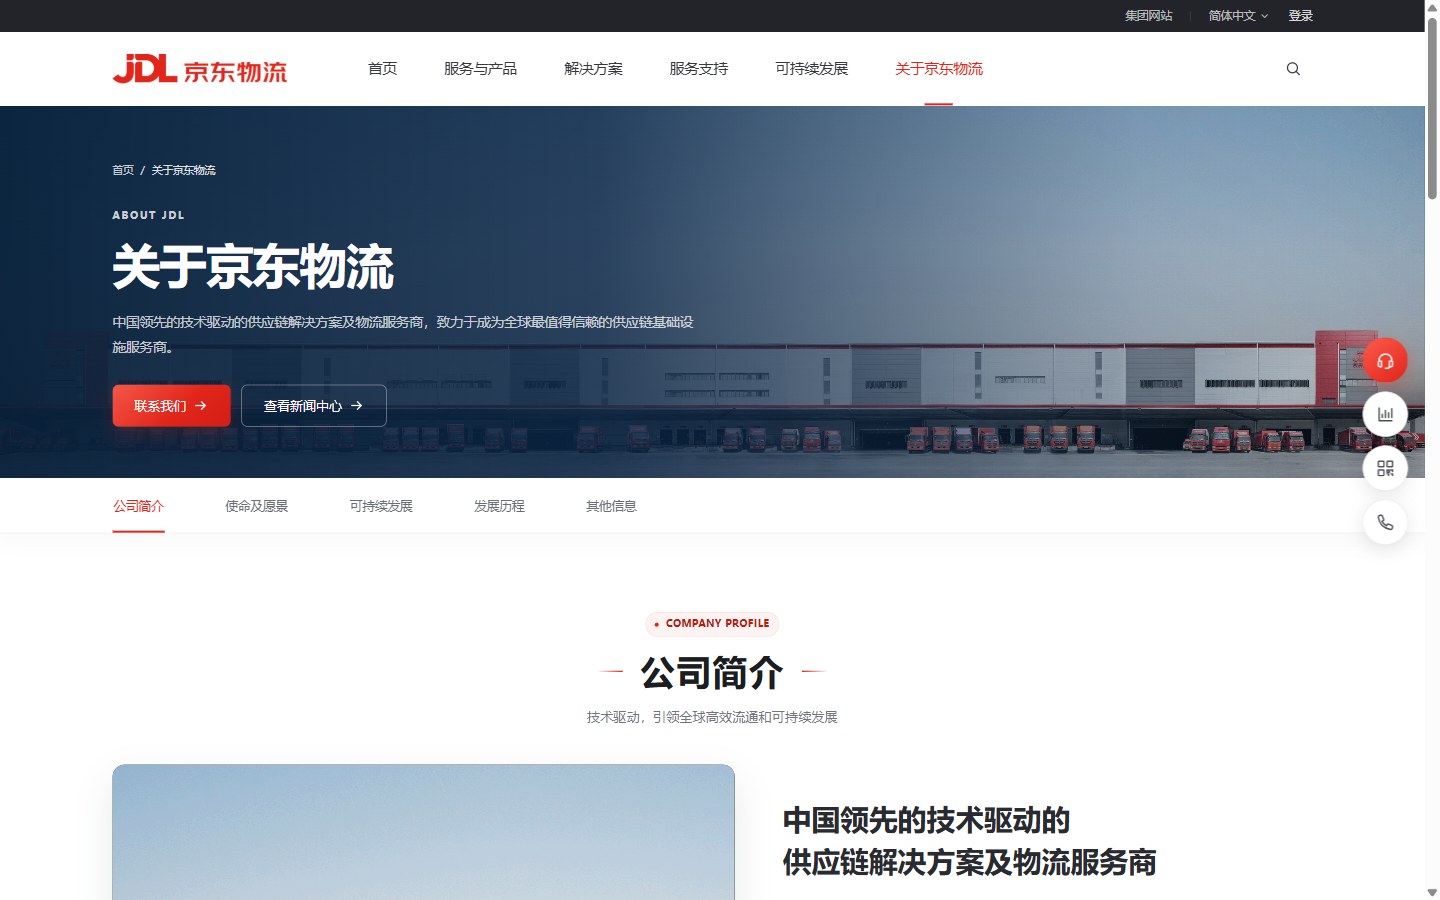 集团网站
简体中文
登录
JDL 京东物流
首页
服务与产品
解决方案
服务支持
可持续发展
关于京东物流
首页 / 关于京东物流
ABOUT JDL
关于京东物流
中国领先的技术驱动的供应链解决方案及物流服务商，致力于成为全球最值得信赖的供应链基础设
施服务商。
联系我们 →
查看新闻中心 →
公司简介
使命及愿景
可持续发展
发展历程
其他信息
• COMPANY PROFILE
公司简介
技术驱动，引领全球高效流通和可持续发展
中国领先的技术驱动的
供应链解决方案及物流服务商